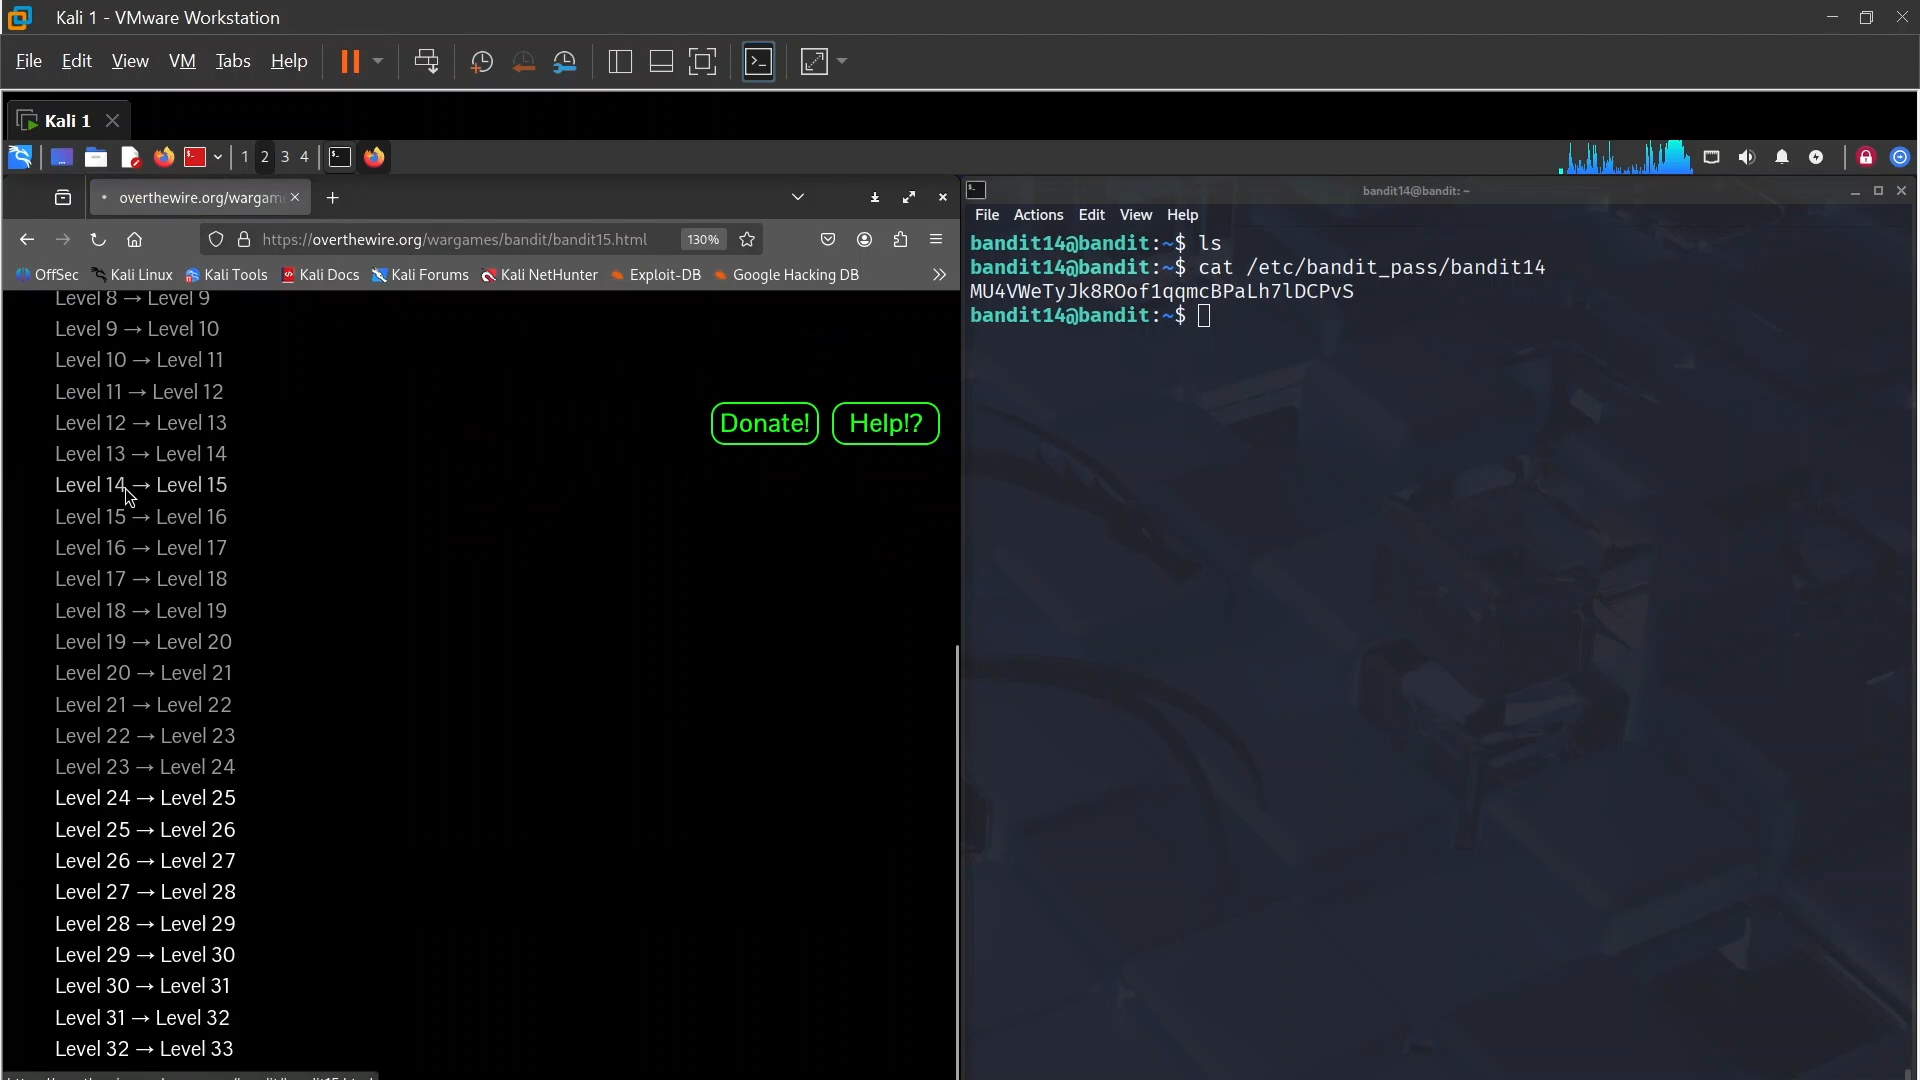 Kali 1 - VMware Workstation
File Edit View VM Tabs Help
Kali 1
1 2 3 4
overthewire.org/wargam
https://overthewire.org/wargames/bandit/bandit15.html 130%
OffSec Kali Linux Kali Tools Kali Docs Kali Forums Kali NetHunter Exploit-DB Google Hacking DB
Level 8 → Level 9
Level 9 → Level 10
Level 10 → Level 11
Level 11 → Level 12
Level 12 → Level 13
Level 13 → Level 14
Level 14 → Level 15
Level 15 → Level 16
Level 16 → Level 17
Level 17 → Level 18
Level 18 → Level 19
Level 19 → Level 20
Level 20 → Level 21
Level 21 → Level 22
Level 22 → Level 23
Level 23 → Level 24
Level 24 → Level 25
Level 25 → Level 26
Level 26 → Level 27
Level 27 → Level 28
Level 28 → Level 29
Level 29 → Level 30
Level 30 → Level 31
Level 31 → Level 32
Level 32 → Level 33
Donate! Help!?
bandit14@bandit: ~
File Actions Edit View Help
bandit14@bandit:~$ ls
bandit14@bandit:~$ cat /etc/bandit_pass/bandit14
MU4VWeTyJk8ROof1qqmcBPaLh7lDCPvS
bandit14@bandit:~$